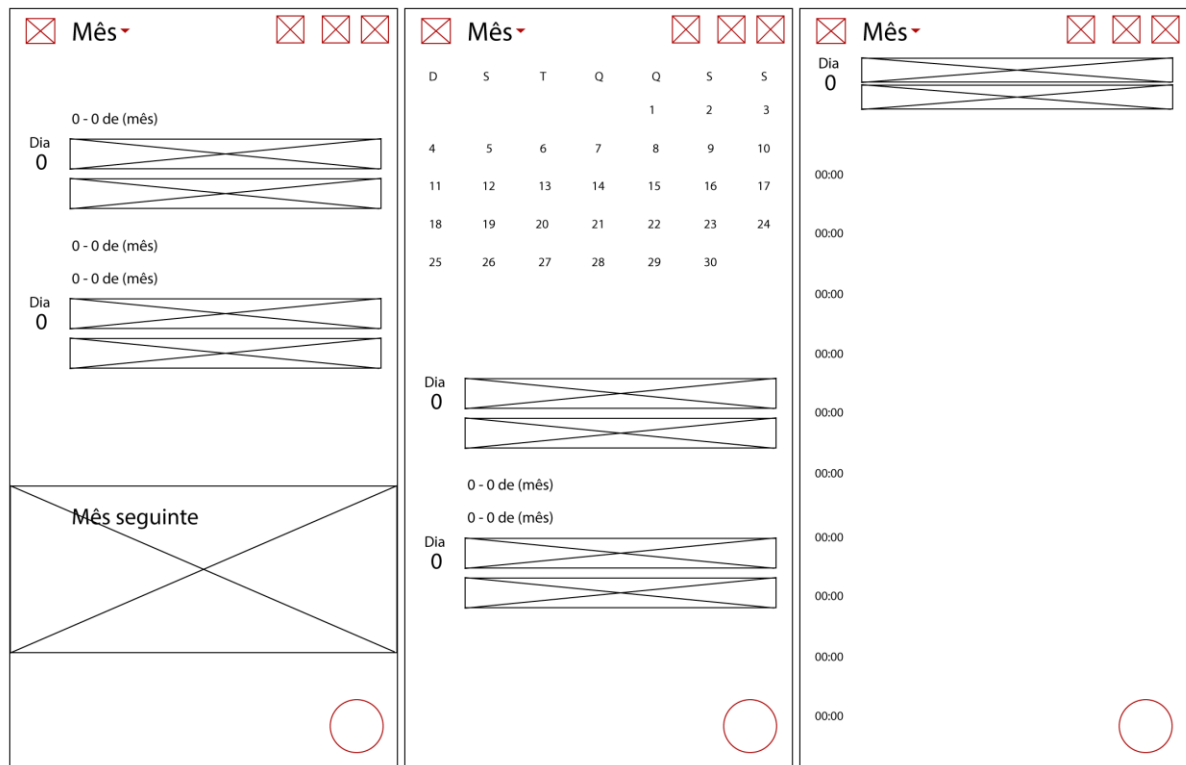 Mês
0 - 0 de (mês)
Dia
0
0 - 0 de (mês)
0 - 0 de (mês)
Dia
0
Mês seguinte
Mês
D S T Q Q S S
1 2 3
4 5 6 7 8 9 10
11 12 13 14 15 16 17
18 19 20 21 22 23 24
25 26 27 28 29 30
Dia
0
0 - 0 de (mês)
0 - 0 de (mês)
Dia
0
Mês
Dia
0
00:00
00:00
00:00
00:00
00:00
00:00
00:00
00:00
00:00
00:00